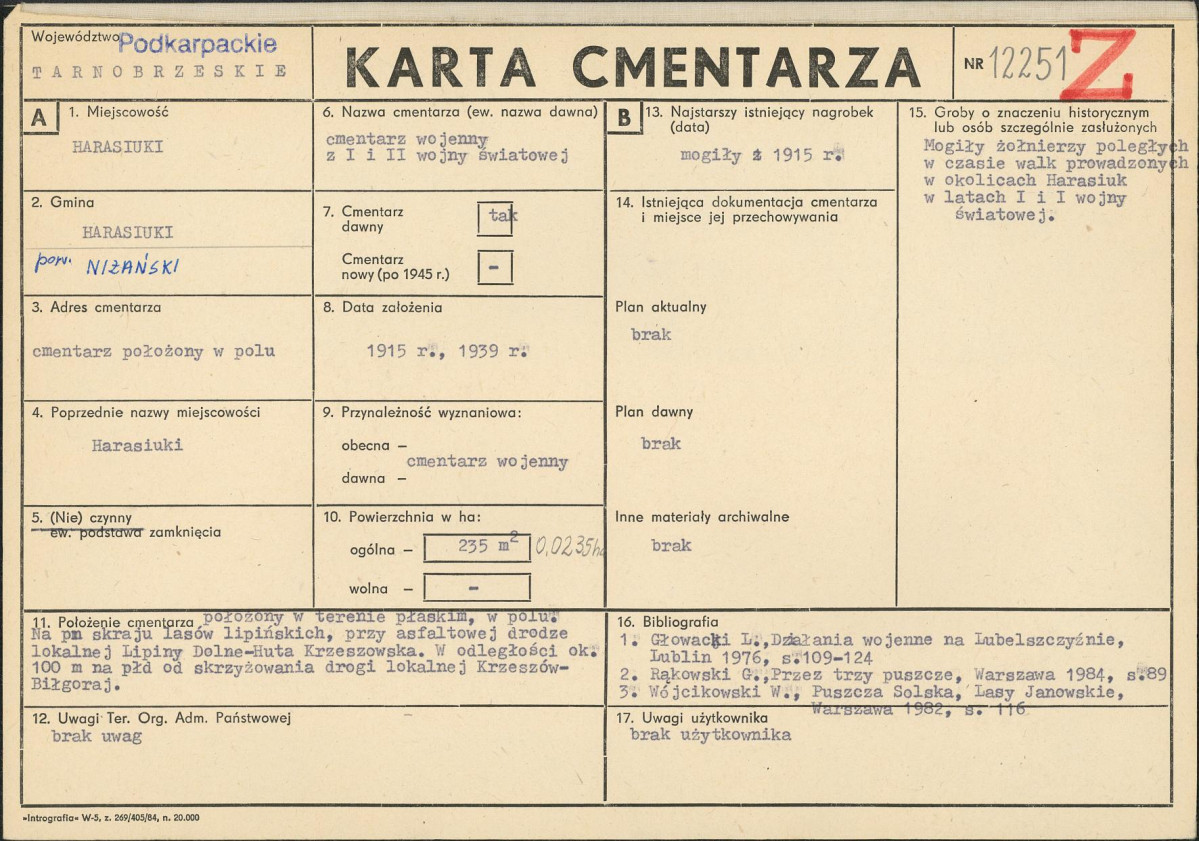 Województwo Podkarpackie
TARNOBRZESKIE
KARTA CMENTARZA
NR 12251 Z
A
1. Miejscowość
HARASIUKI
2. Gmina
HARASIUKI
pow. NIŻAŃSKI
3. Adres cmentarza
cmentarz położony w polu
4. Poprzednie nazwy miejscowości
Harasiuki
5. (Nie) czynny
ew. podstawa zamknięcia
6. Nazwa cmentarza (ew. nazwa dawna)
cmentarz wojenny
z I i II wojny światowej
7. Cmentarz
dawny
tak
Cmentarz
nowy (po 1945 r.)
-
8. Data założenia
1915 r., 1939 r.
9. Przynależność wyznaniowa:
obecna –
cmentarz wojenny
dawna –
10. Powierzchnia w ha:
ogólna – 235 m2 0,0235ha
wolna – -
B
13. Najstarszy istniejący nagrobek
(data)
mogiły z 1915 r.
14. Istniejąca dokumentacja cmentarza
i miejsce jej przechowywania
Plan aktualny
brak
Plan dawny
brak
Inne materiały archiwalne
brak
15. Groby o znaczeniu historycznym
lub osób szczególnie zasłużonych
Mogiły żołnierzy poległych
w czasie walk prowadzonych
w okolicach Harasiuk
w latach I i I wojny
światowej.
11. Położenie cmentarza położony w terenie płaskim, w polu.
Na pn skraju lasów lipińskich, przy asfaltowej drodze
lokalnej Lipiny Dolne-Huta Krzeszowska. W odległości ok.
100 m na płd od skrzyżowania drogi lokalnej Krzeszów-
Biłgoraj.
12. Uwagi Ter. Org. Adm. Państwowej
brak uwag
16. Bibliografia
1. Głowacki L.,Działania wojenne na Lubelszczyźnie,
Lublin 1976, s.109-124
2. Rąkowski G.,Przez trzy puszcze, Warszawa 1984, s.89
3. Wójcikowski W., Puszcza Solska, Lasy Janowskie,
Warszawa 1982, s. 116
17. Uwagi użytkownika
brak użytkownika
»Intrografia« W-5, z. 269/405/84, n. 20.000